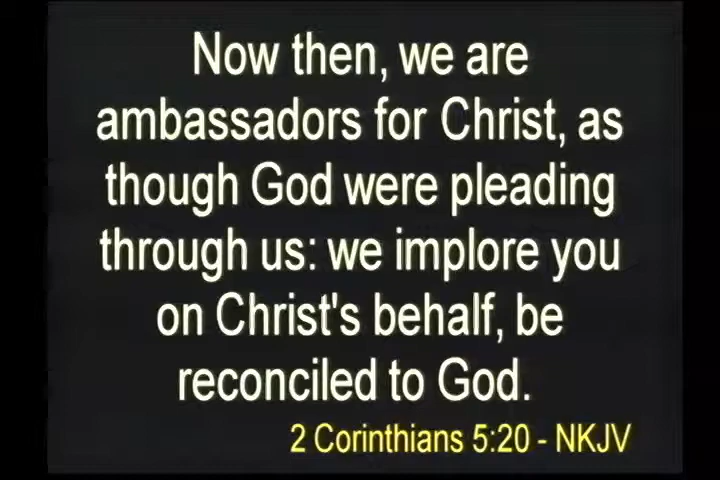 Now then, we are
ambassadors for Christ, as
though God were pleading
through us: we implore you
on Christ's behalf, be
reconciled to God.
2 Corinthians 5:20 - NKJV